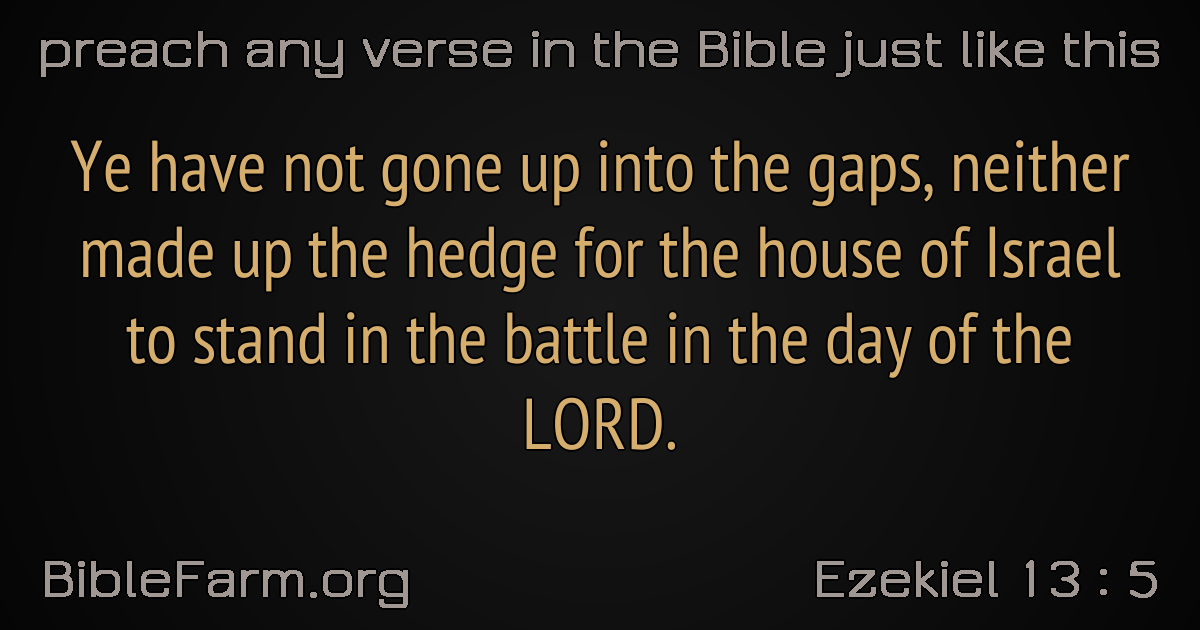 preach any verse in the Bible just like this
Ye have not gone up into the gaps, neither
made up the hedge for the house of Israel
to stand in the battle in the day of the
LORD.
BibleFarm.org
Ezekiel 13 : 5